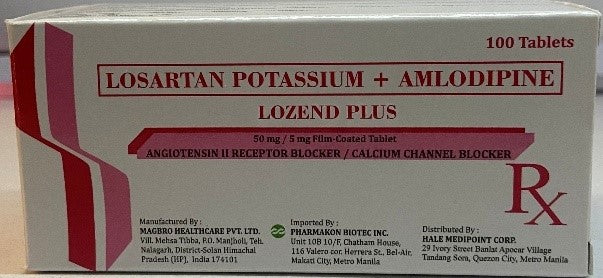 100 Tablets
LOSARTAN POTASSIUM + AMLODIPINE
LOZEND PLUS
50 mg / 5 mg Film-Coated Tablet
ANGIOTENSIN II RECEPTOR BLOCKER / CALCIUM CHANNEL BLOCKER
Rx
Manufactured By :
MAGBRO HEALTHCARE PVT. LTD.
Vill. Mehsa Tibba, P.O. Manjholi, Teh.
Nalagarh, District-Solan Himachal
Pradesh (HP), India 174101
Imported By :
PHARMAKON BIOTEC INC.
Unit 10B 10/F, Chatham House,
116 Valero cor. Herrera St., Bel-Air,
Makati City, Metro Manila
Distributed By :
HALE MEDIPOINT CORP.
29 Ivory Street Banlat Apocar Village
Tandang Sora, Quezon City, Metro Manila